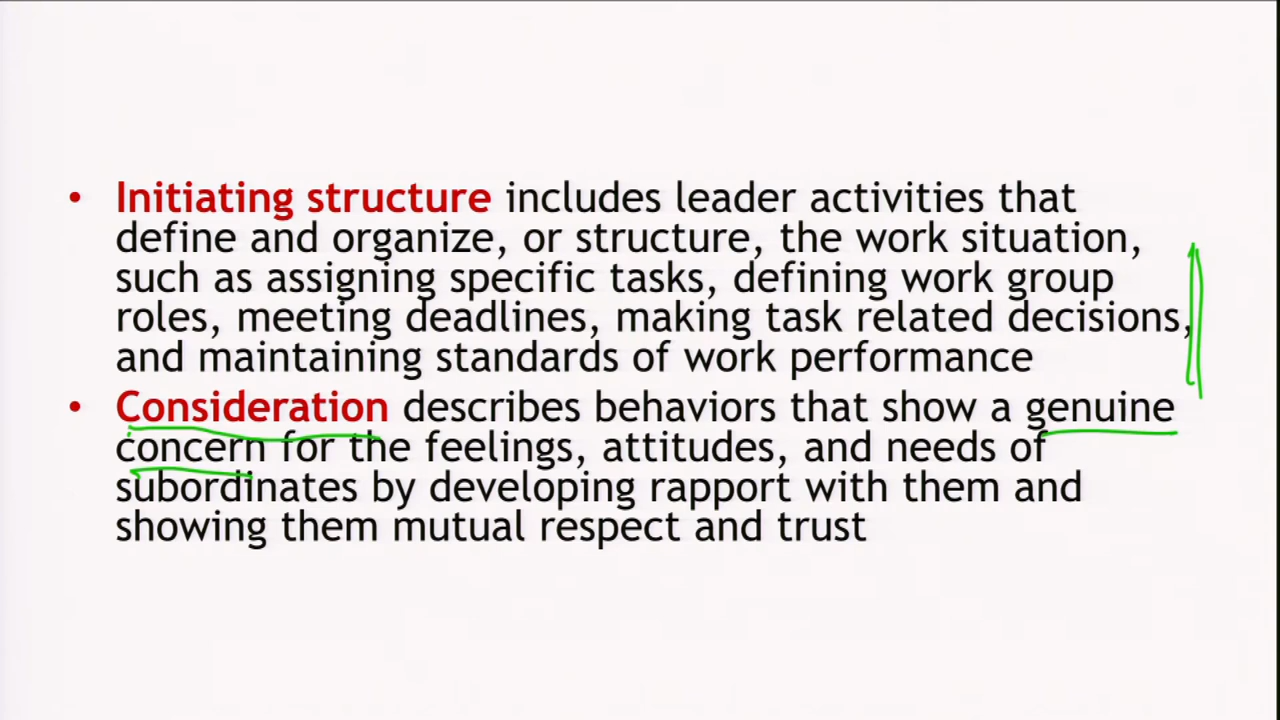 • Initiating structure includes leader activities that
define and organize, or structure, the work situation,
such as assigning specific tasks, defining work group
roles, meeting deadlines, making task related decisions,
and maintaining standards of work performance
• Consideration describes behaviors that show a genuine
concern for the feelings, attitudes, and needs of
subordinates by developing rapport with them and
showing them mutual respect and trust